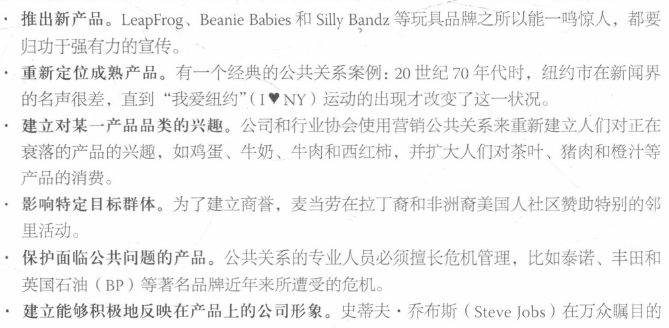 · 推出新产品。LeapFrog、Beanie Babies 和 Silly Bandz 等玩具品牌之所以能一鸣惊人，都要
归功于强有力的宣传。
· 重新定位成熟产品。有一个经典的公共关系案例：20 世纪 70 年代时，纽约市在新闻界
的名声很差，直到“我爱纽约”（I♥NY）运动的出现才改变了这一状况。
· 建立对某一产品品类的兴趣。公司和行业协会使用营销公共关系来重新建立人们对正在
衰落的产品的兴趣，如鸡蛋、牛奶、牛肉和西红柿，并扩大人们对茶叶、猪肉和橙汁等
产品的消费。
· 影响特定目标群体。为了建立商誉，麦当劳在拉丁裔和非洲裔美国人社区赞助特别的邻
里活动。
· 保护面临公共问题的产品。公共关系的专业人员必须擅长危机管理，比如泰诺、丰田和
英国石油（BP）等著名品牌近年来所遭受的危机。
· 建立能够积极地反映在产品上的公司形象。史蒂夫·乔布斯（Steve Jobs）在万众瞩目的